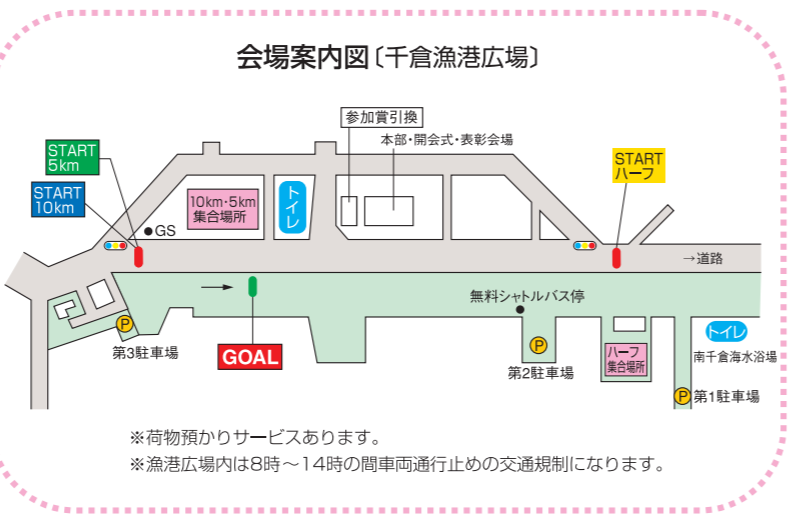 会場案内図〔千倉漁港広場〕
参加賞引換
本部・開会式・表彰会場
START
5km
START
10km
START
ハーフ
10km・5km
集合場所
トイレ
GS
→道路
無料シャトルバス停
P
第3駐車場
GOAL
P
第2駐車場
ハーフ
集合場所
トイレ
南千倉海水浴場
P
第1駐車場
※荷物預かりサービスあります。
※漁港広場内は8時～14時の間車両通行止めの交通規制になります。